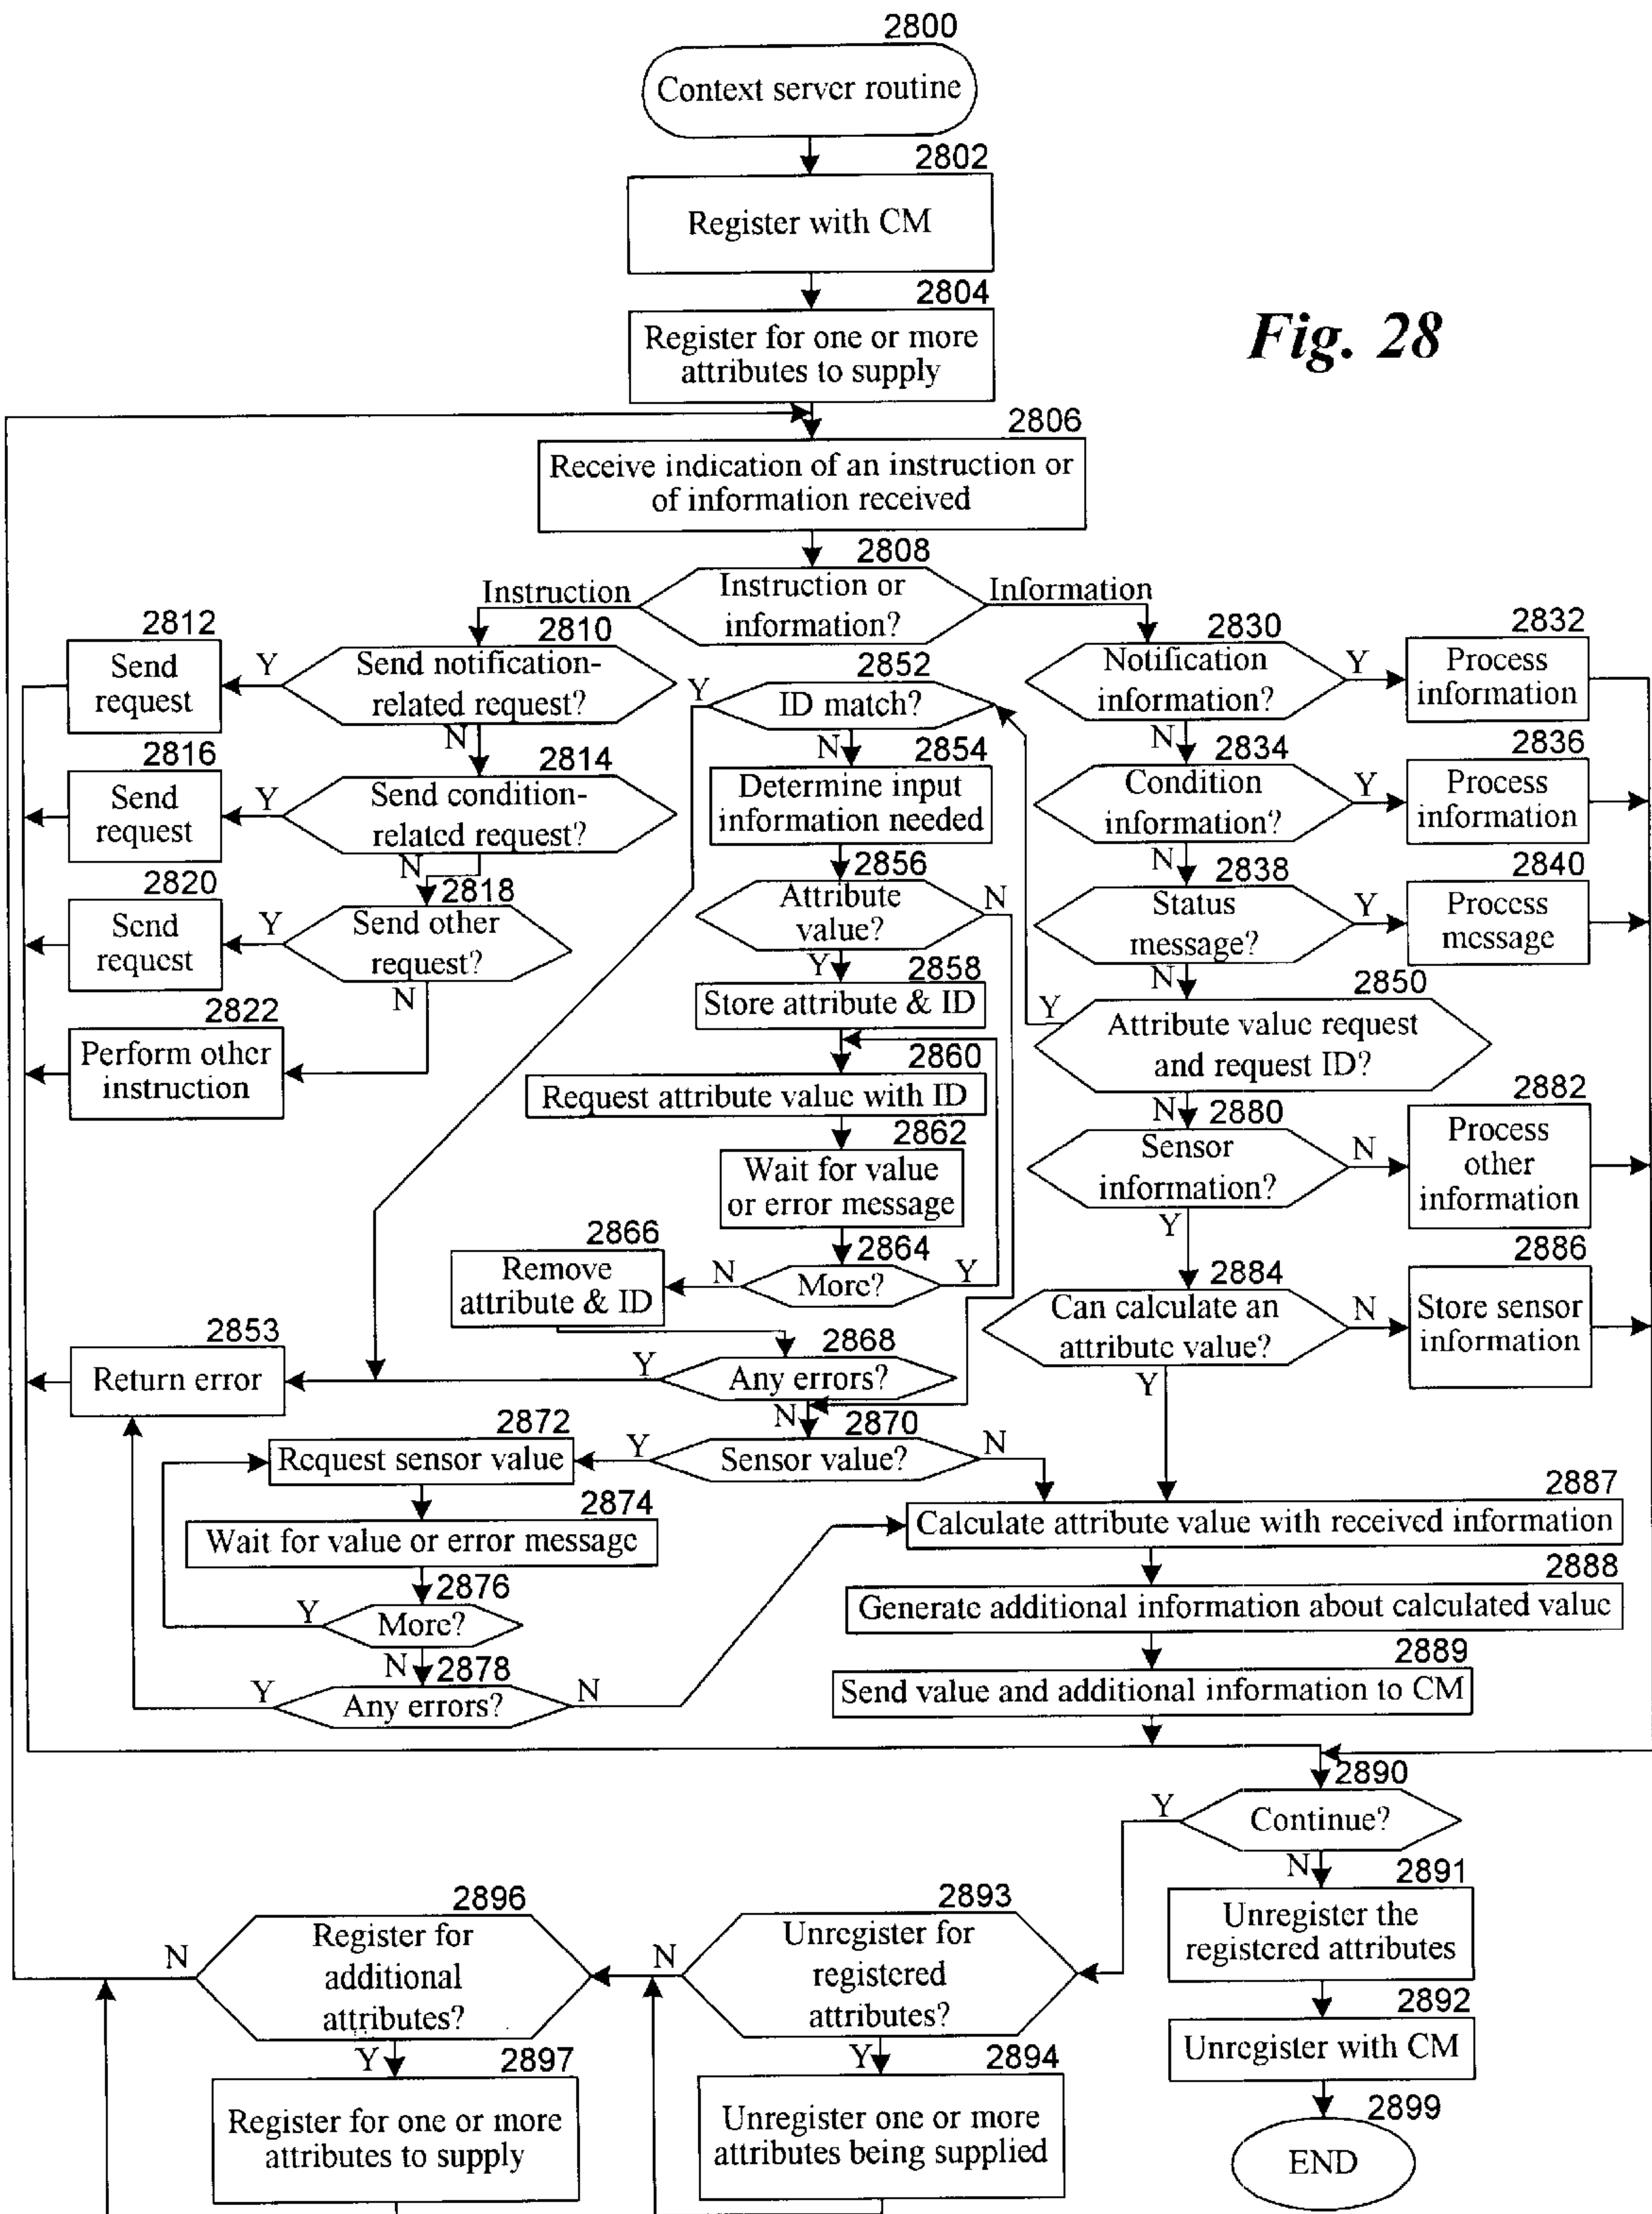 2800
Context server routine
2802
Register with CM
2804
Register for one or more
attributes to supply
Fig. 28
2806
Receive indication of an instruction or
of information received
2808
Instruction or
information?
Instruction
Information
2810
Send notification-
related request?
Y
N
2812
Send
request
2814
Send condition-
related request?
Y
N
2816
Send
request
2818
Send other
request?
Y
N
2820
Send
request
2822
Perform other
instruction
2830
Notification
information?
Y
N
2832
Process
information
2834
Condition
information?
Y
N
2836
Process
information
2838
Status
message?
Y
N
2840
Process
message
2850
Attribute value request
and request ID?
Y
N
2852
ID match?
Y
N
2854
Determine input
information needed
2856
Attribute
value?
N
Y
2858
Store attribute & ID
2860
Request attribute value with ID
2862
Wait for value
or error message
2864
More?
Y
N
2866
Remove
attribute & ID
2868
Any errors?
Y
N
2853
Return error
2870
Sensor value?
Y
N
2872
Request sensor value
2874
Wait for value or error message
2876
More?
Y
N
2878
Any errors?
Y
N
2880
Sensor
information?
N
Y
2882
Process
other
information
2884
Can calculate an
attribute value?
N
Y
2886
Store sensor
information
2887
Calculate attribute value with received information
2888
Generate additional information about calculated value
2889
Send value and additional information to CM
2890
Continue?
Y
N
2891
Unregister the
registered attributes
2892
Unregister with CM
2899
END
2893
Unregister for
registered
attributes?
N
Y
2894
Unregister one or more
attributes being supplied
2896
Register for
additional
attributes?
N
Y
2897
Register for one or more
attributes to supply